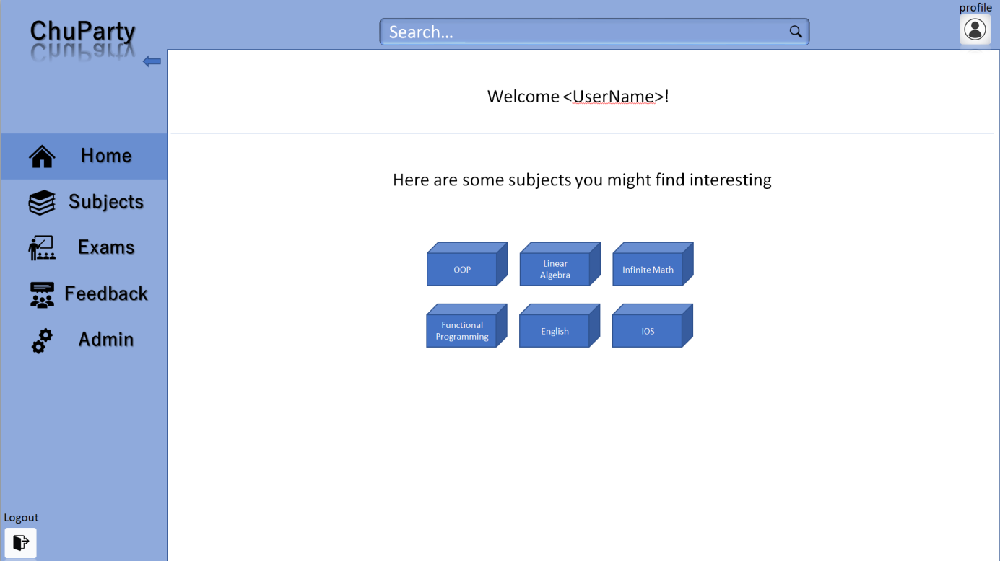 profile
ChuParty
Search...
Welcome <UserName>!
Home
Subjects
Exams
Feedback
Admin
Here are some subjects you might find interesting
OOP
Linear
Algebra
Infinite Math
Functional
Programming
English
IOS
Logout